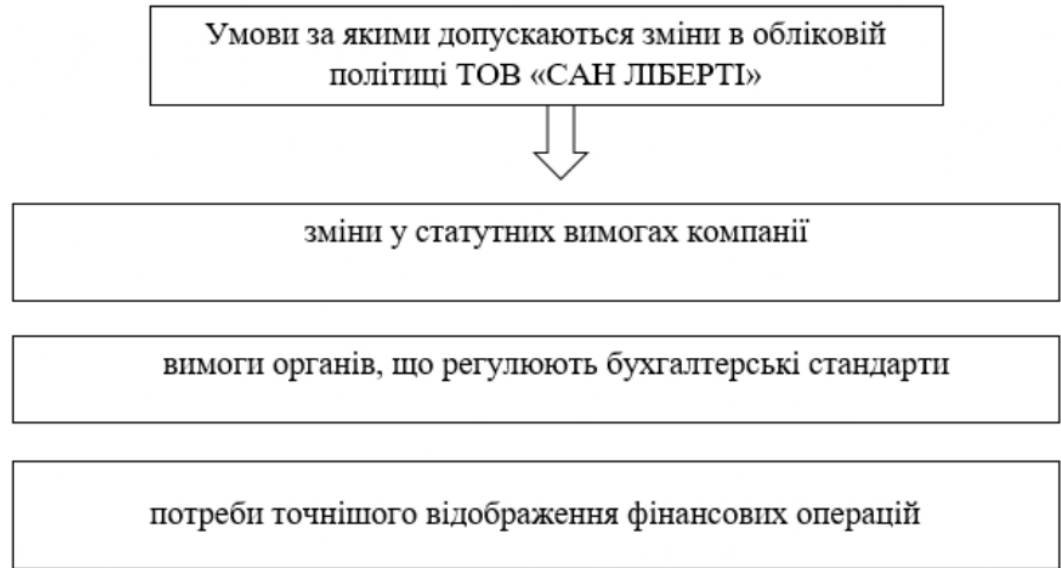 Умови за якими допускаються зміни в обліковій
політиці ТОВ «САН ЛІБЕРТІ»
зміни у статутних вимогах компанії
вимоги органів, що регулюють бухгалтерські стандарти
потреби точнішого відображення фінансових операцій